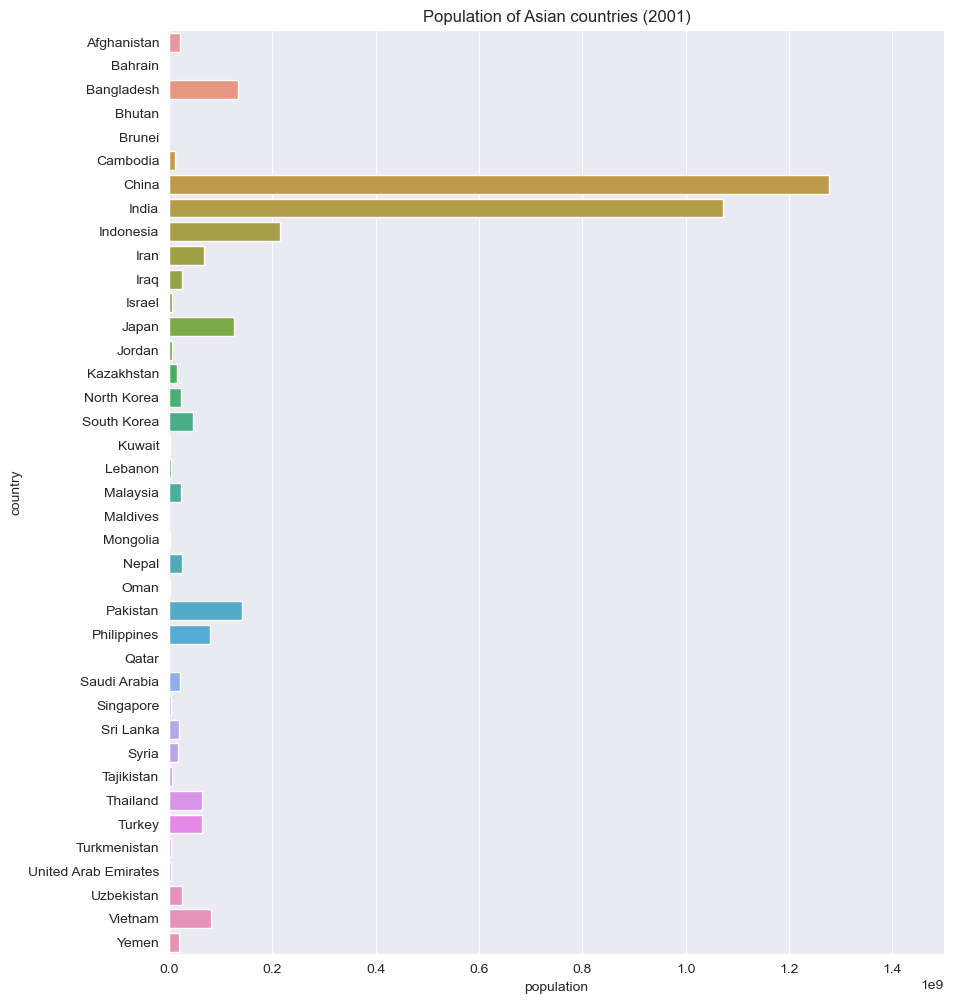 Population of Asian countries (2001)
Afghanistan
Bahrain
Bangladesh
Bhutan
Brunei
Cambodia
China
India
Indonesia
Iran
Iraq
Israel
Japan
Jordan
Kazakhstan
North Korea
South Korea
Kuwait
Lebanon
Malaysia
Maldives
Mongolia
Nepal
Oman
Pakistan
Philippines
Qatar
Saudi Arabia
Singapore
Sri Lanka
Syria
Tajikistan
Thailand
Turkey
Turkmenistan
United Arab Emirates
Uzbekistan
Vietnam
Yemen
country
0.0 0.2 0.4 0.6 0.8 1.0 1.2 1.4
1e9
population